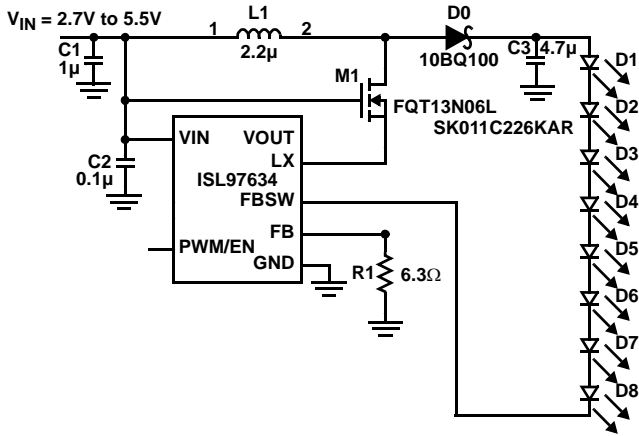 V_IN = 2.7V to 5.5V
L1
1 2
2.2µ
D0
10BQ100
C1
1µ
C3 4.7µ
D1
M1
FQT13N06L
SK011C226KAR
D2
D3
D4
D5
D6
D7
D8
C2
0.1µ
VIN
VOUT
LX
ISL97634
FBSW
FB
PWM/EN
GND
R1
6.3Ω